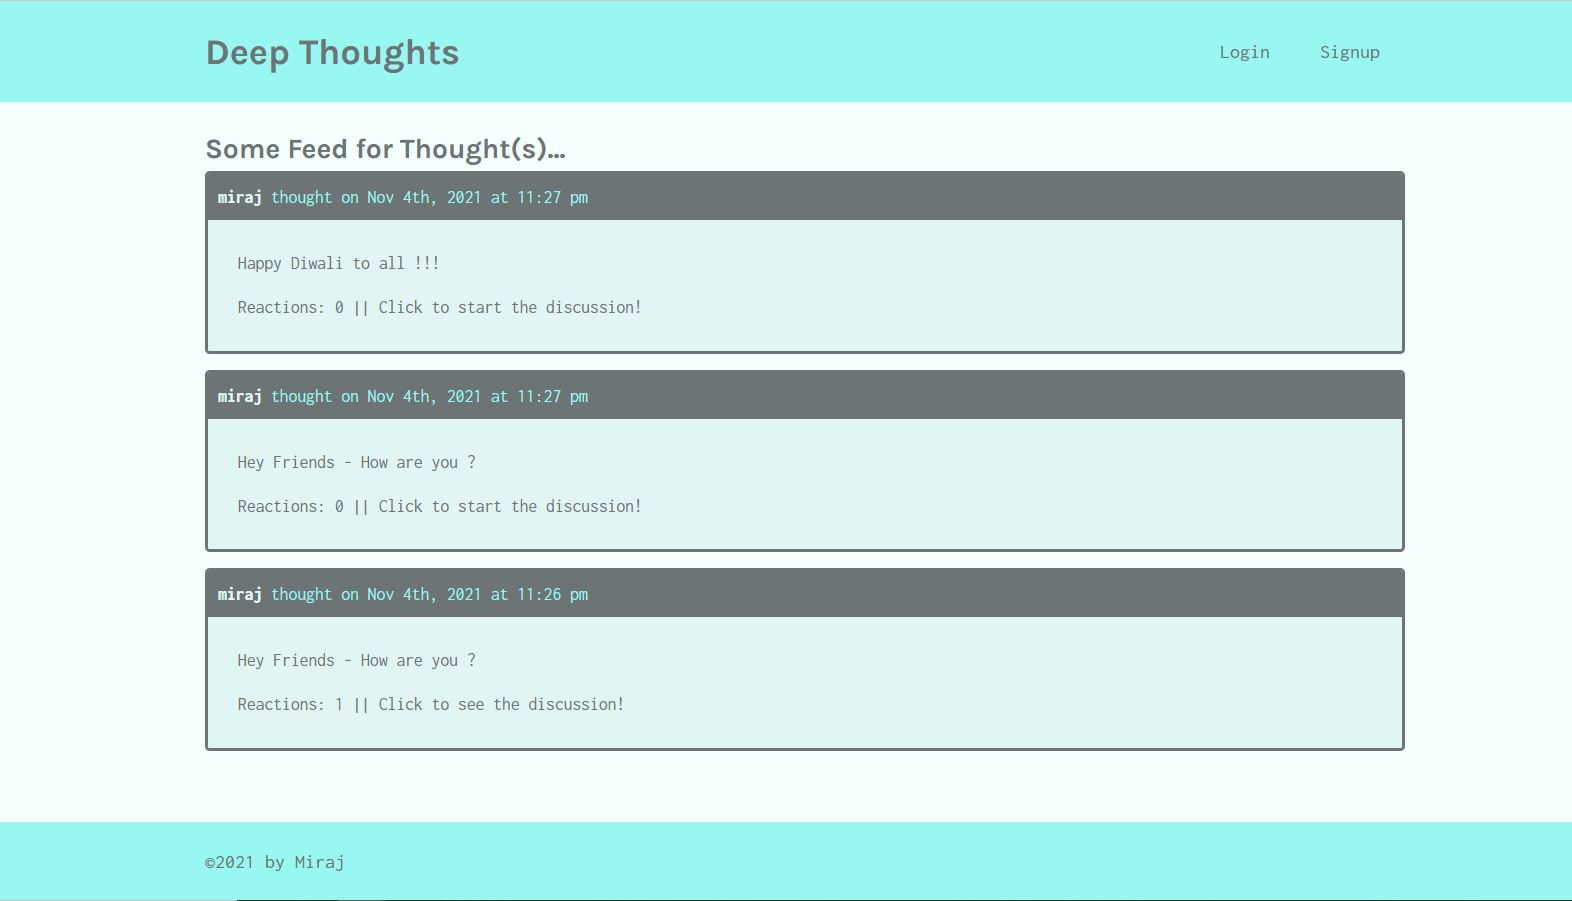 Deep Thoughts
Login
Signup
Some Feed for Thought(s)...
miraj thought on Nov 4th, 2021 at 11:27 pm
Happy Diwali to all !!!
Reactions: 0 || Click to start the discussion!
miraj thought on Nov 4th, 2021 at 11:27 pm
Hey Friends - How are you ?
Reactions: 0 || Click to start the discussion!
miraj thought on Nov 4th, 2021 at 11:26 pm
Hey Friends - How are you ?
Reactions: 1 || Click to see the discussion!
©2021 by Miraj